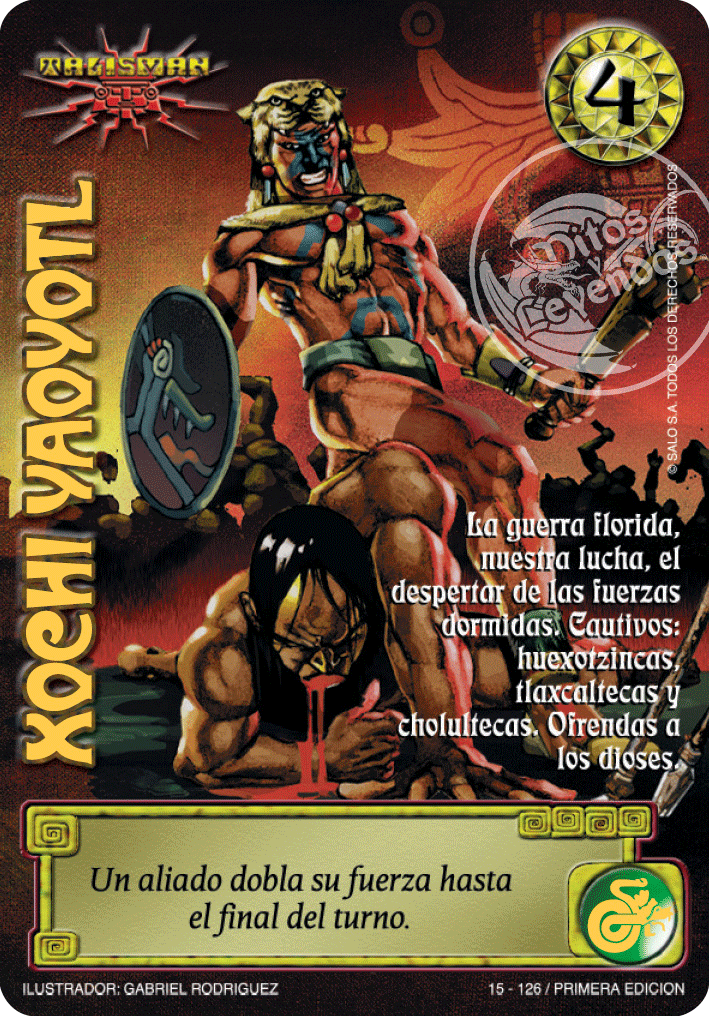 TALISMAN
4
Mitos
y
Leyendas
© SALO S.A. TODOS LOS DERECHOS RESERVADOS
XOCHI YAOYOTL
La guerra florida,
nuestra lucha, el
despertar de las fuerzas
dormidas. Cautivos:
huexotzincas,
tlaxcaltecas y
cholultecas. Ofrendas a
los dioses.
Un aliado dobla su fuerza hasta
el final del turno.
ILUSTRADOR: GABRIEL RODRIGUEZ
15 - 126 / PRIMERA EDICION